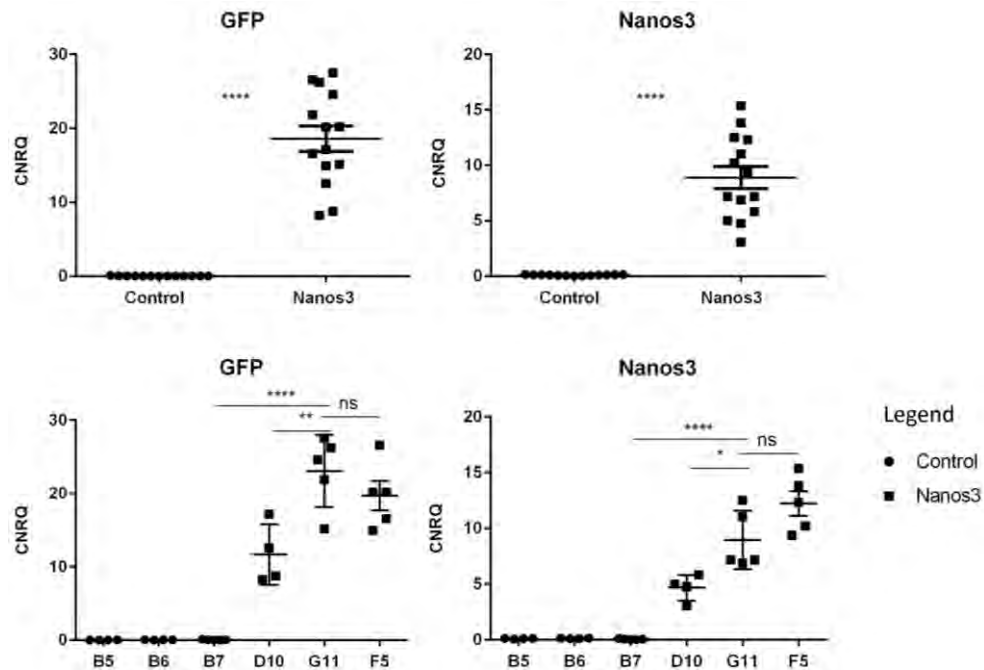 GFP
Nanos3
30
20
10
0
CNRQ
****
Control
Nanos3
20
15
10
5
0
CNRQ
****
Control
Nanos3
GFP
Nanos3
30
20
10
0
CNRQ
****
**
ns
B5 B6 B7 D10 G11 F5
20
15
10
5
0
CNRQ
****
*
ns
B5 B6 B7 D10 G11 F5
Legend
Control
Nanos3